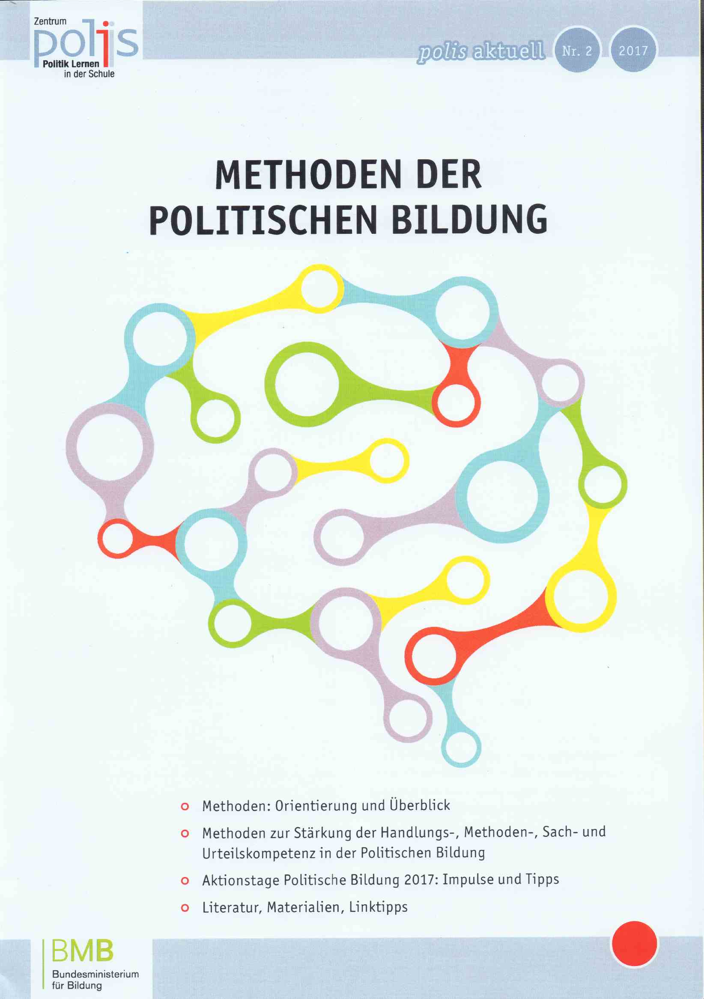 Zentrum
polis
Politik Lernen
in der Schule
polis aktuell
Nr. 2
2017
METHODEN DER
POLITISCHEN BILDUNG
Methoden: Orientierung und Überblick
Methoden zur Stärkung der Handlungs-, Methoden-, Sach- und
Urteilskompetenz in der Politischen Bildung
Aktionstage Politische Bildung 2017: Impulse und Tipps
Literatur, Materialien, Linktipps
BMB
Bundesministerium
für Bildung